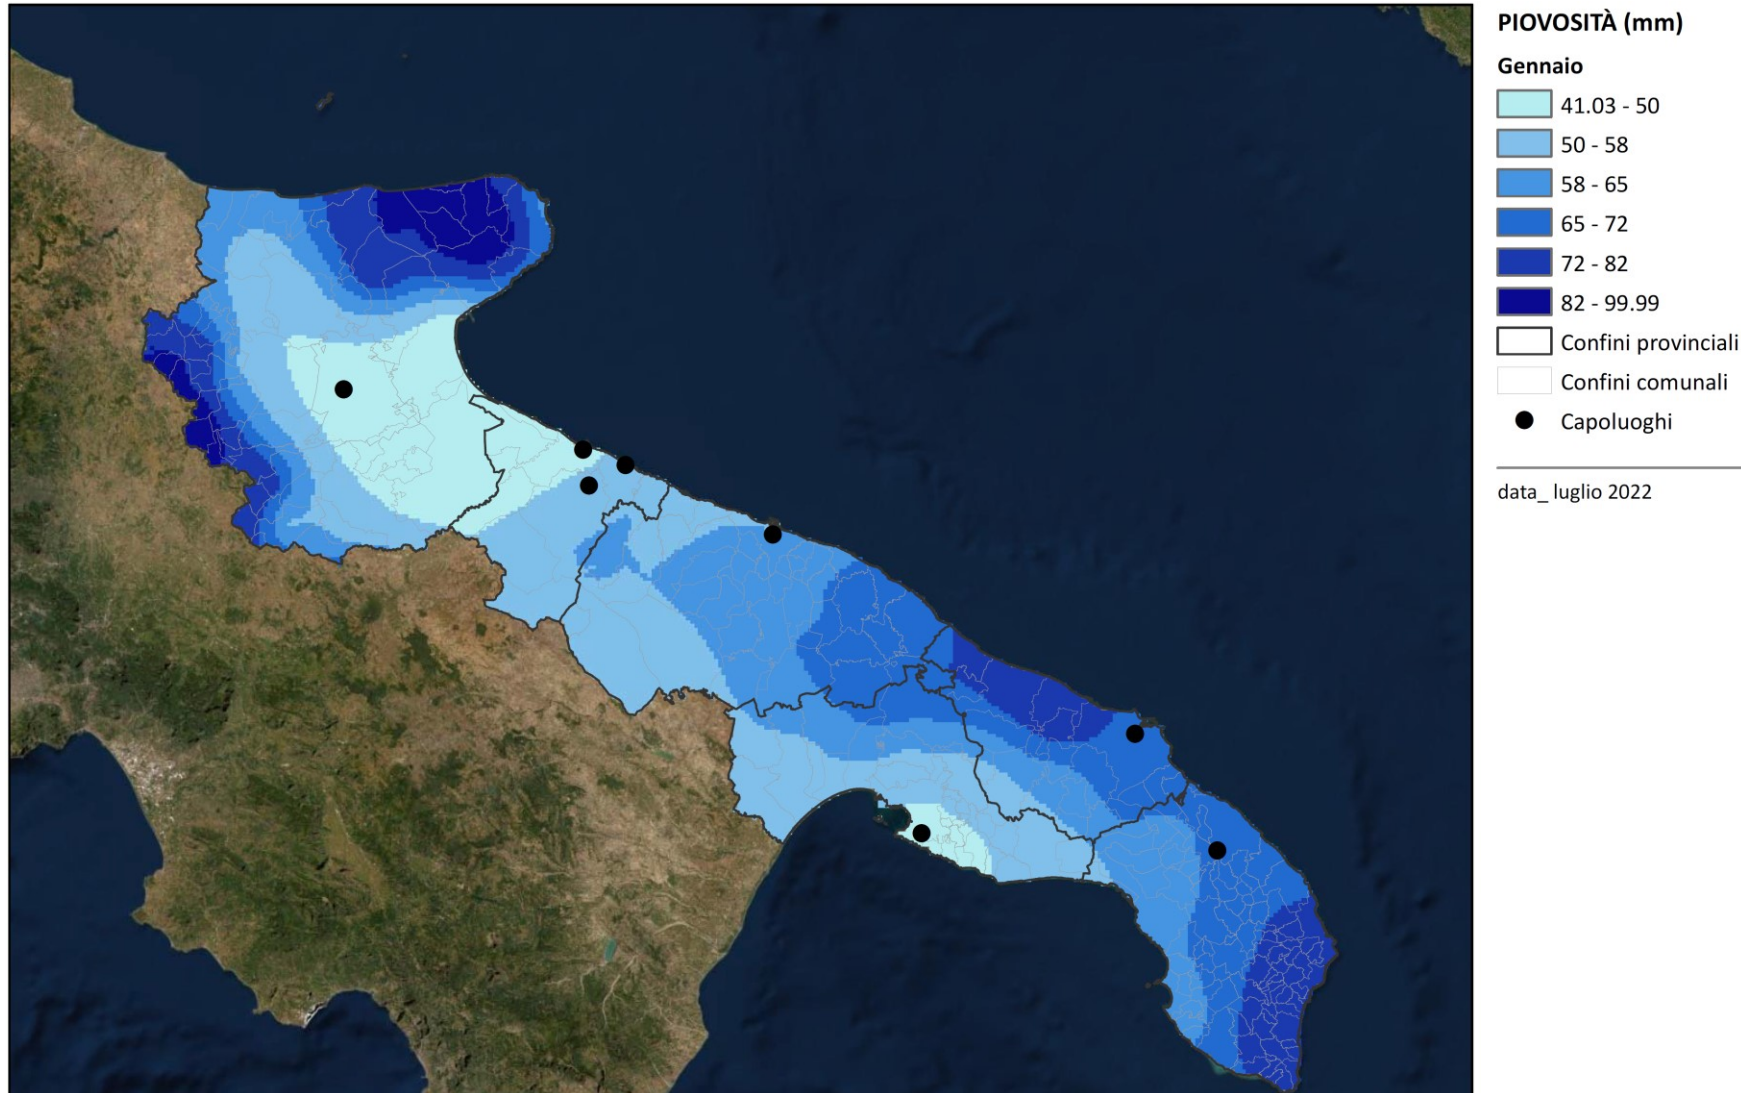 PIOVOSITÀ (mm)
Gennaio
41.03 - 50
50 - 58
58 - 65
65 - 72
72 - 82
82 - 99.99
Confini provinciali
Confini comunali
Capoluoghi
data_ luglio 2022